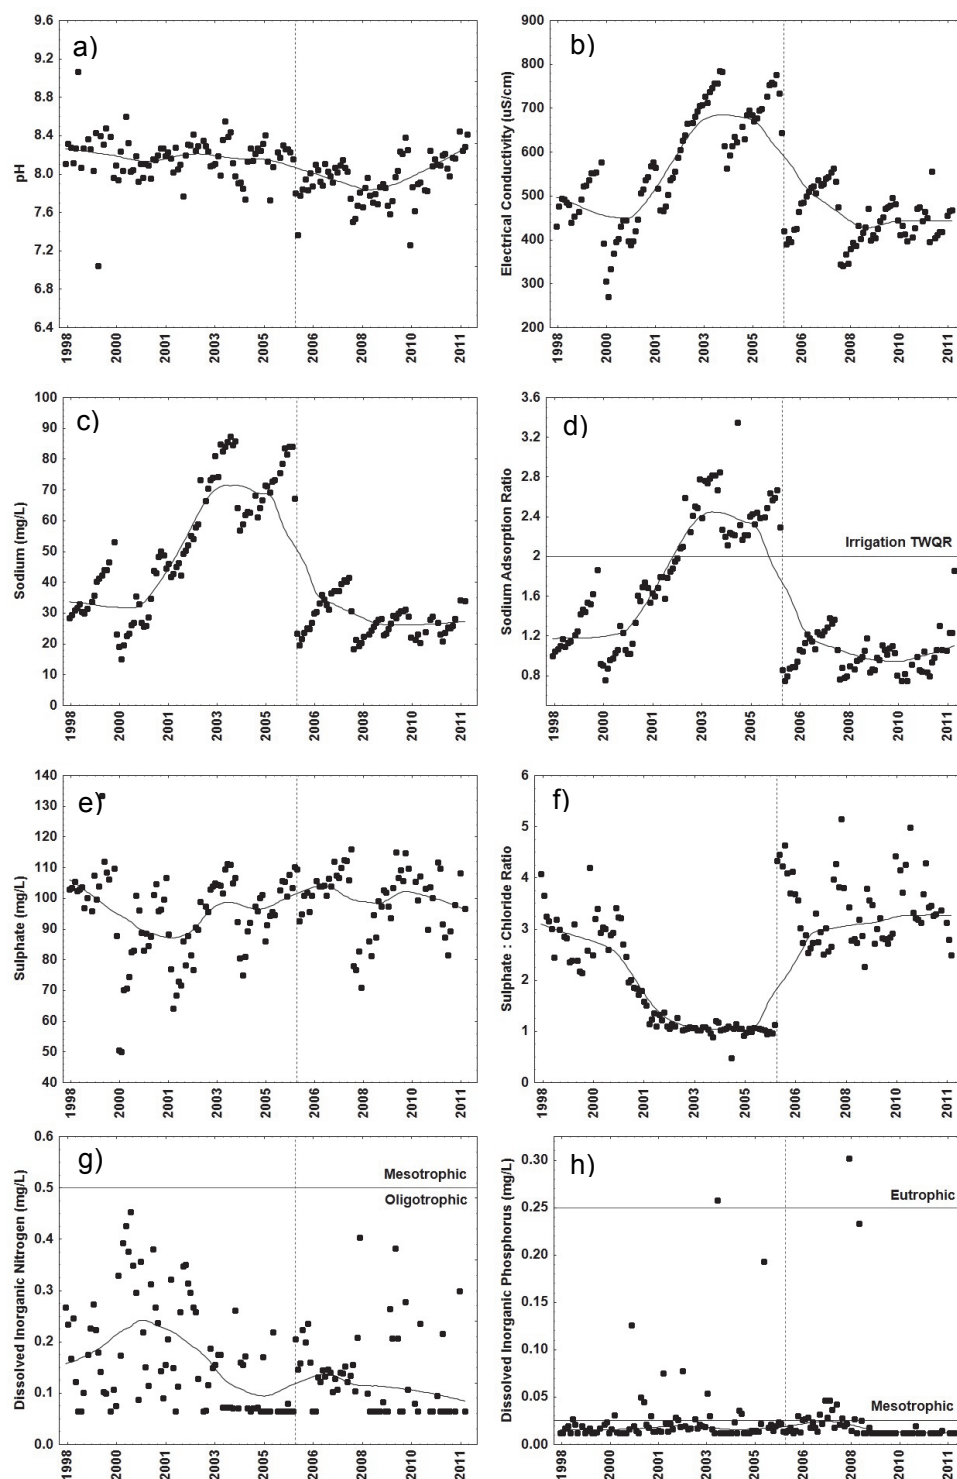 a)
pH
9.6
9.2
8.8
8.4
8.0
7.6
7.2
6.8
6.4
1998 2000 2001 2003 2005 2006 2008 2010 2011
b)
Electrical Conductivity (uS/cm)
900
800
700
600
500
400
300
200
1998 2000 2001 2003 2005 2006 2008 2010 2011
c)
Sodium (mg/L)
100
90
80
70
60
50
40
30
20
10
0
1998 2000 2001 2003 2005 2006 2008 2010 2011
d)
Sodium Adsorption Ratio
3.6
3.2
2.8
2.4
2
1.6
1.2
0.8
Irrigation TWQR
1998 2000 2001 2003 2005 2006 2008 2010 2011
e)
Sulphate (mg/L)
140
130
120
110
100
90
80
70
60
50
40
1998 2000 2001 2003 2005 2006 2008 2010 2011
f)
Sulphate : Chloride Ratio
6
5
4
3
2
1
0
1998 2000 2001 2003 2005 2006 2008 2010 2011
g)
Dissolved Inorganic Nitrogen (mg/L)
0.6
0.5
0.4
0.3
0.2
0.1
0.0
Mesotrophic
Oligotrophic
1998 2000 2001 2003 2005 2006 2008 2010 2011
h)
Dissolved Inorganic Phosphorus (mg/L)
0.30
0.25
0.20
0.15
0.10
0.05
0.00
Eutrophic
Mesotrophic
1998 2000 2001 2003 2005 2006 2008 2010 2011